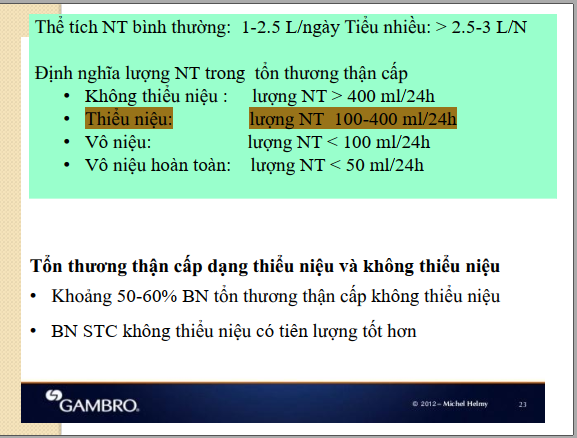 Thể tích NT bình thường: 1-2.5 L/ngày Tiểu nhiều: > 2.5-3 L/N
Định nghĩa lượng NT trong tổn thương thận cấp
• Không thiểu niệu : lượng NT > 400 ml/24h
• Thiểu niệu: lượng NT 100-400 ml/24h
• Vô niệu: lượng NT < 100 ml/24h
• Vô niệu hoàn toàn: lượng NT < 50 ml/24h
Tổn thương thận cấp dạng thiểu niệu và không thiểu niệu
• Khoảng 50-60% BN tổn thương thận cấp không thiểu niệu
• BN STC không thiểu niệu có tiên lượng tốt hơn
GAMBRO. © 2012 – Michel Helmy 23